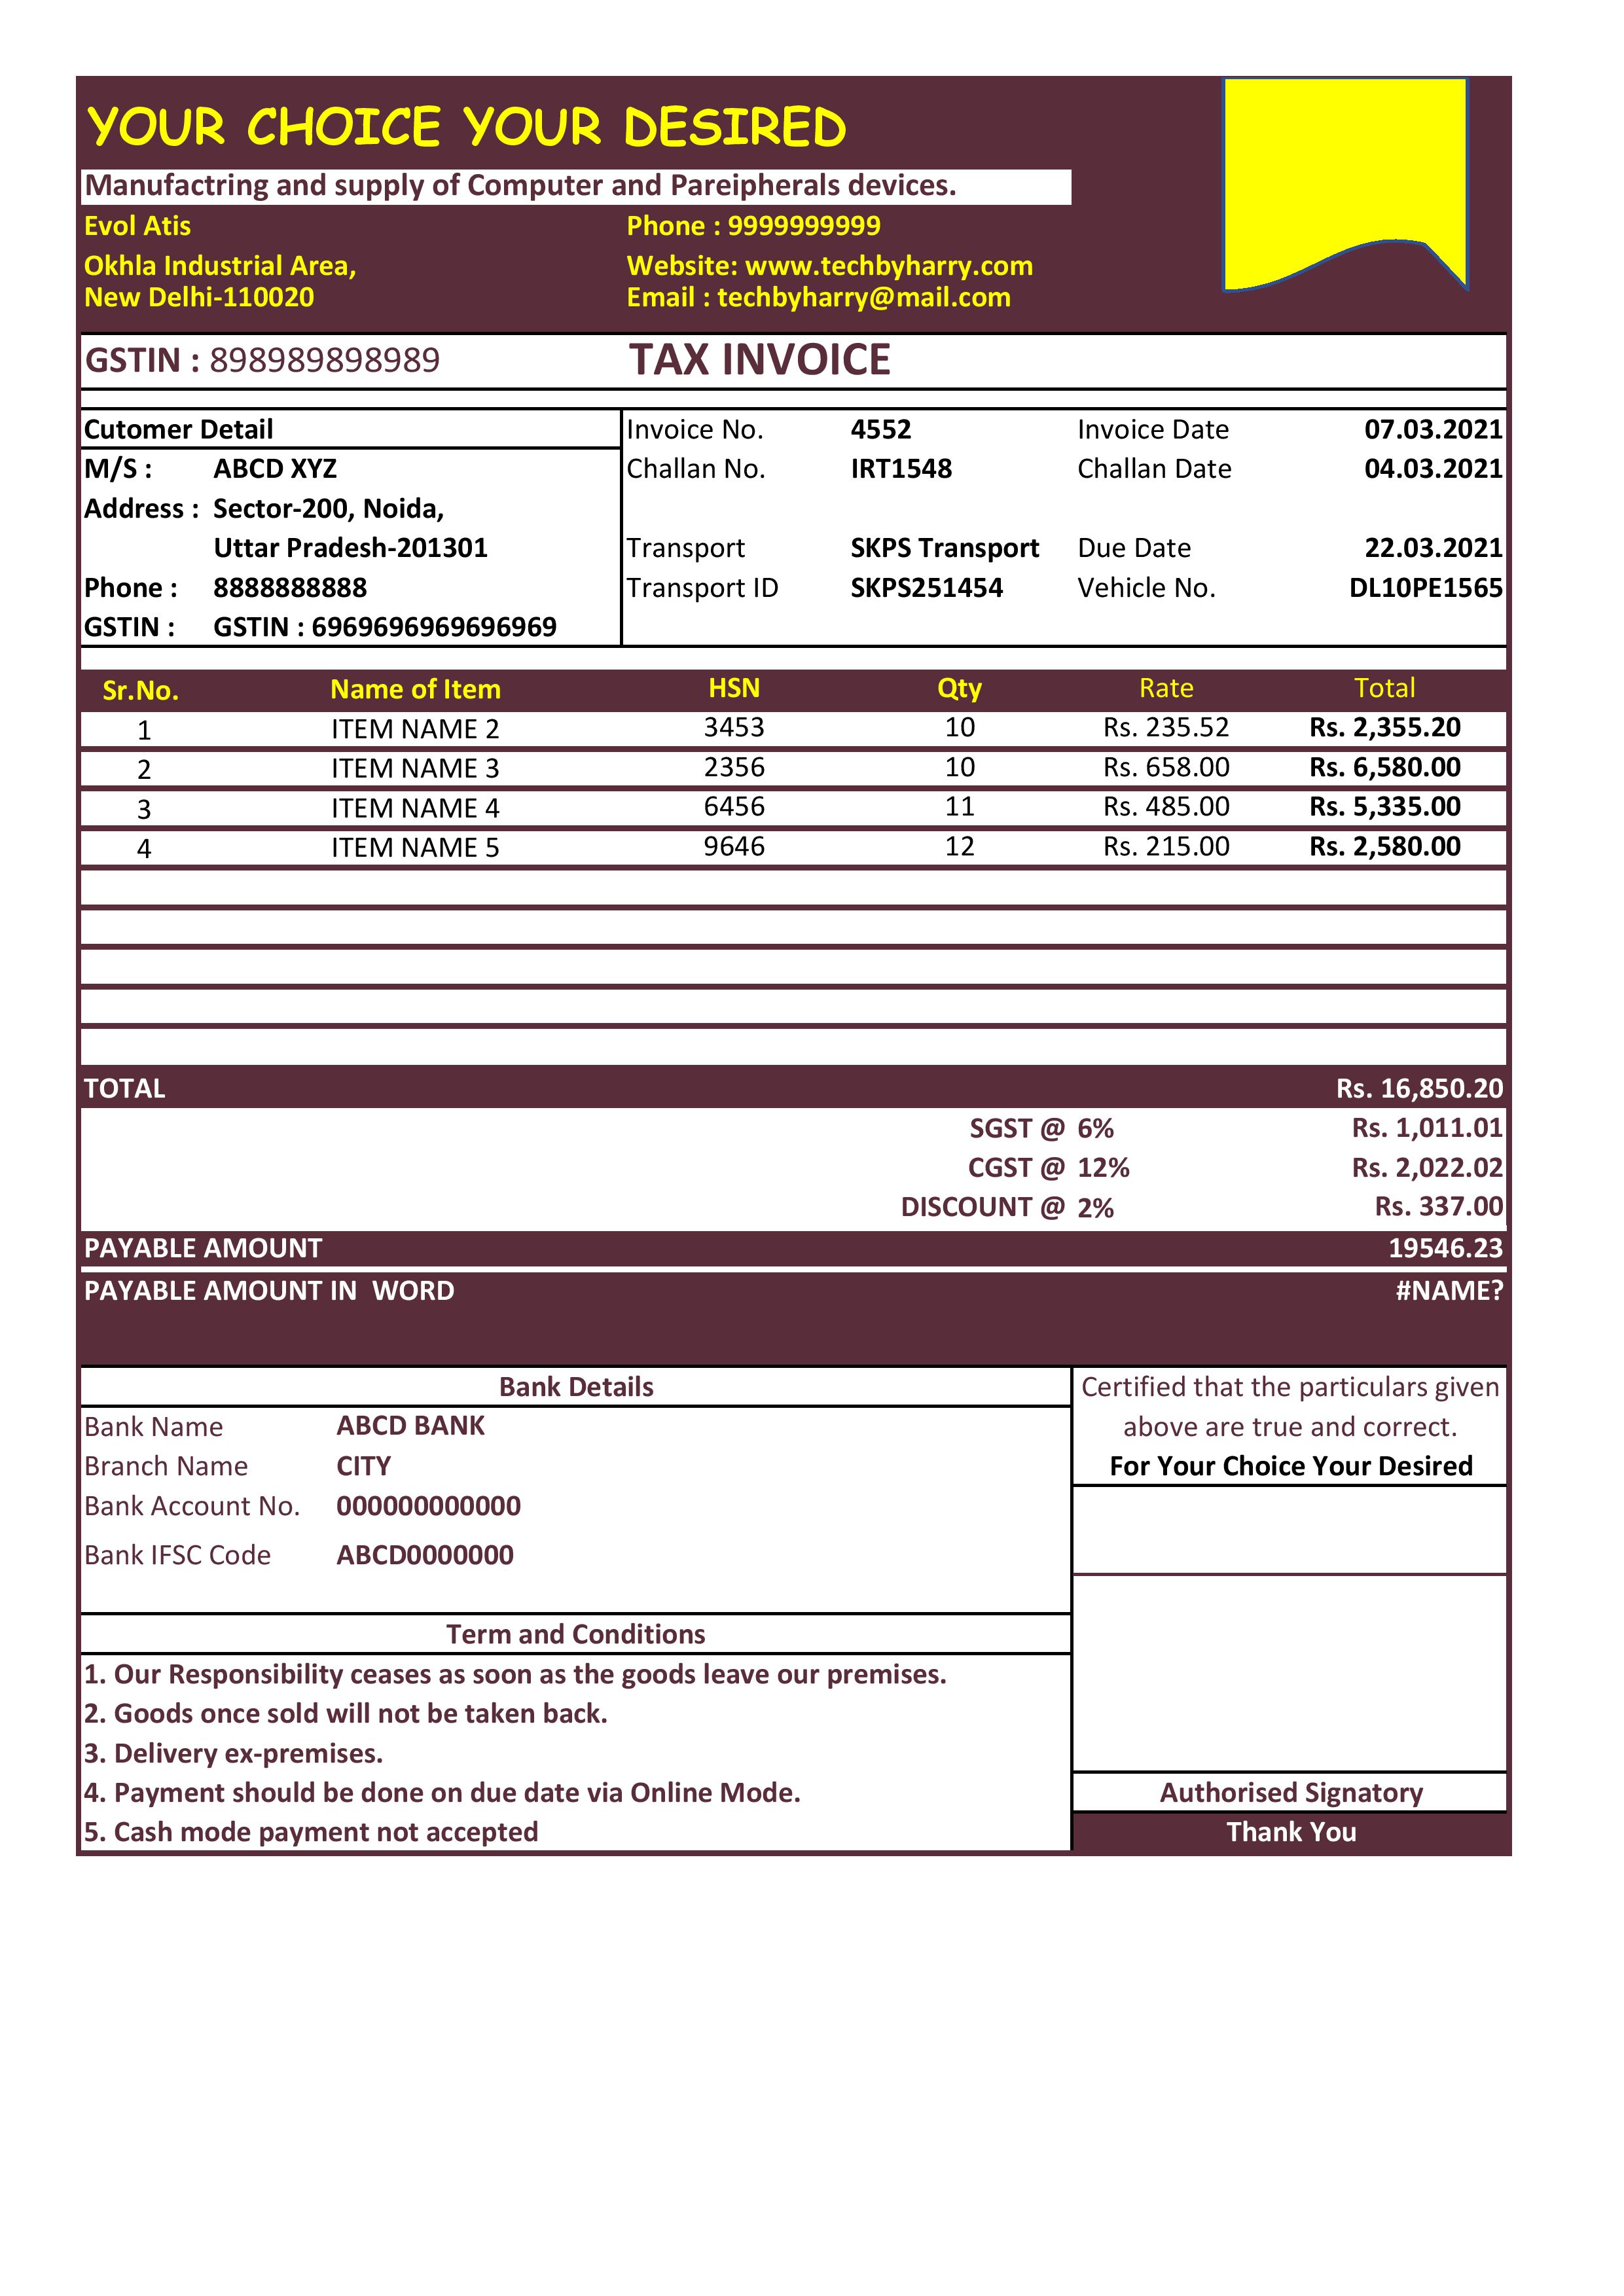 YOUR CHOICE YOUR DESIRED
Manufactring and supply of Computer and Pareipherals devices.
Evol Atis Phone : 9999999999
Okhla Industrial Area, Website: www.techbyharry.com
New Delhi-110020 Email : techbyharry@mail.com
GSTIN : 898989898989 TAX INVOICE
Cutomer Detail Invoice No. 4552 Invoice Date 07.03.2021
M/S : ABCD XYZ Challan No. IRT1548 Challan Date 04.03.2021
Address : Sector-200, Noida,
Uttar Pradesh-201301 Transport SKPS Transport Due Date 22.03.2021
Phone : 8888888888 Transport ID SKPS251454 Vehicle No. DL10PE1565
GSTIN : GSTIN : 6969696969696969
Sr.No. Name of Item HSN Qty Rate Total
1 ITEM NAME 2 3453 10 Rs. 235.52 Rs. 2,355.20
2 ITEM NAME 3 2356 10 Rs. 658.00 Rs. 6,580.00
3 ITEM NAME 4 6456 11 Rs. 485.00 Rs. 5,335.00
4 ITEM NAME 5 9646 12 Rs. 215.00 Rs. 2,580.00
TOTAL Rs. 16,850.20
SGST @ 6% Rs. 1,011.01
CGST @ 12% Rs. 2,022.02
DISCOUNT @ 2% Rs. 337.00
PAYABLE AMOUNT 19546.23
PAYABLE AMOUNT IN WORD #NAME?
Bank Details
Bank Name ABCD BANK
Branch Name CITY
Bank Account No. 000000000000
Bank IFSC Code ABCD0000000
Certified that the particulars given
above are true and correct.
For Your Choice Your Desired
Term and Conditions
1. Our Responsibility ceases as soon as the goods leave our premises.
2. Goods once sold will not be taken back.
3. Delivery ex-premises.
4. Payment should be done on due date via Online Mode.
5. Cash mode payment not accepted
Authorised Signatory
Thank You